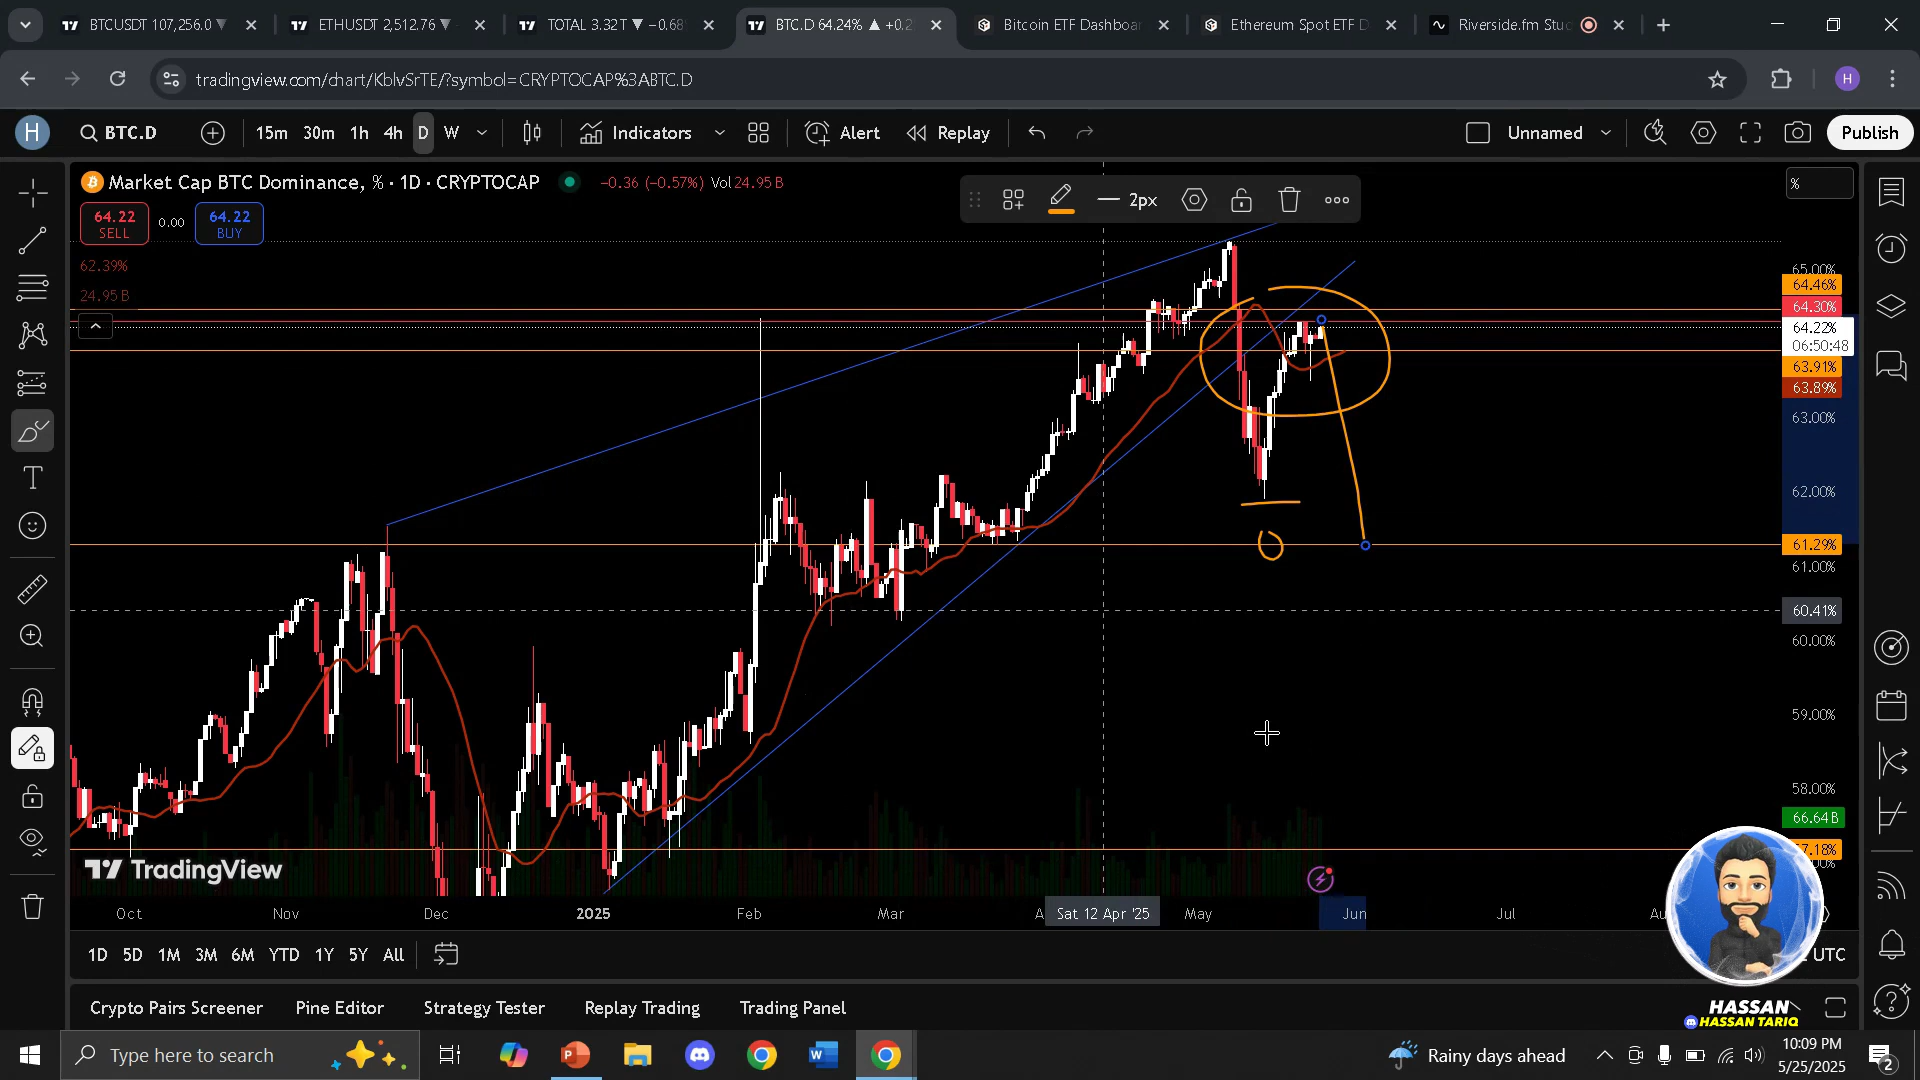 BTCUSDT 107,256.0 ▼
ETHUSDT 2,512.76 ▼
TOTAL 3.32 T ▼ −0.68
BTC.D 64.24% ▲ +0.2
Bitcoin ETF Dashboar
Ethereum Spot ETF D
Riverside.fm Stu
tradingview.com/chart/KblvSrTE/?symbol=CRYPTOCAP%3ABTC.D
H
H
BTC.D
15m 30m 1h 4h D W
Indicators
Alert
Replay
Unnamed
Publish
Market Cap BTC Dominance, % · 1D · CRYPTOCAP
−0.36 (−0.57%) Vol 24.95 B
2px
%
64.22
SELL
0.00
64.22
BUY
62.39%
24.95 B
65.00%
64.46%
64.30%
64.22%
06:50:48
63.91%
63.89%
63.00%
62.00%
61.29%
61.00%
60.41%
60.00%
59.00%
58.00%
66.64 B
7.18%
TradingView
Oct Nov Dec 2025 Feb Mar A Sat 12 Apr '25 May Jun Jul Au
1D 5D 1M 3M 6M YTD 1Y 5Y All
UTC
Crypto Pairs Screener Pine Editor Strategy Tester Replay Trading Trading Panel
HASSAN
HASSAN TARIQ
Type here to search
Rainy days ahead
10:09 PM
5/25/2025
2